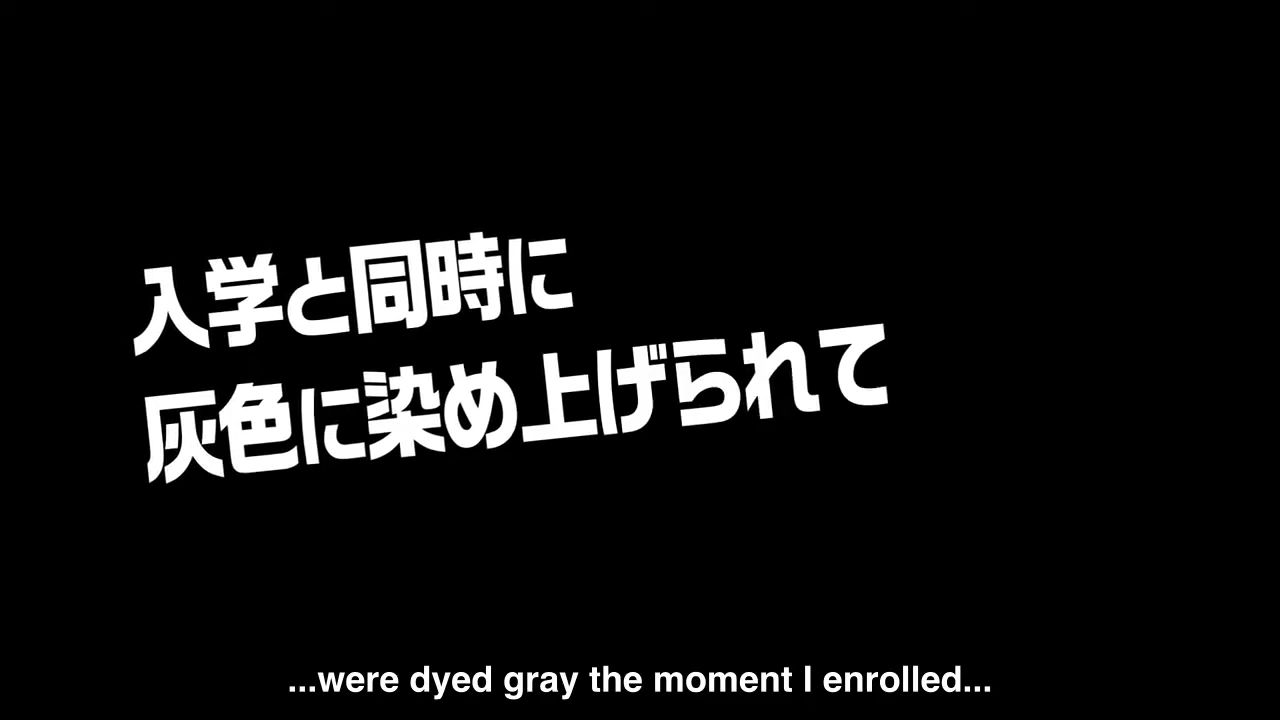 入学と同時に
灰色に染め上げられて
...were dyed gray the moment I enrolled...